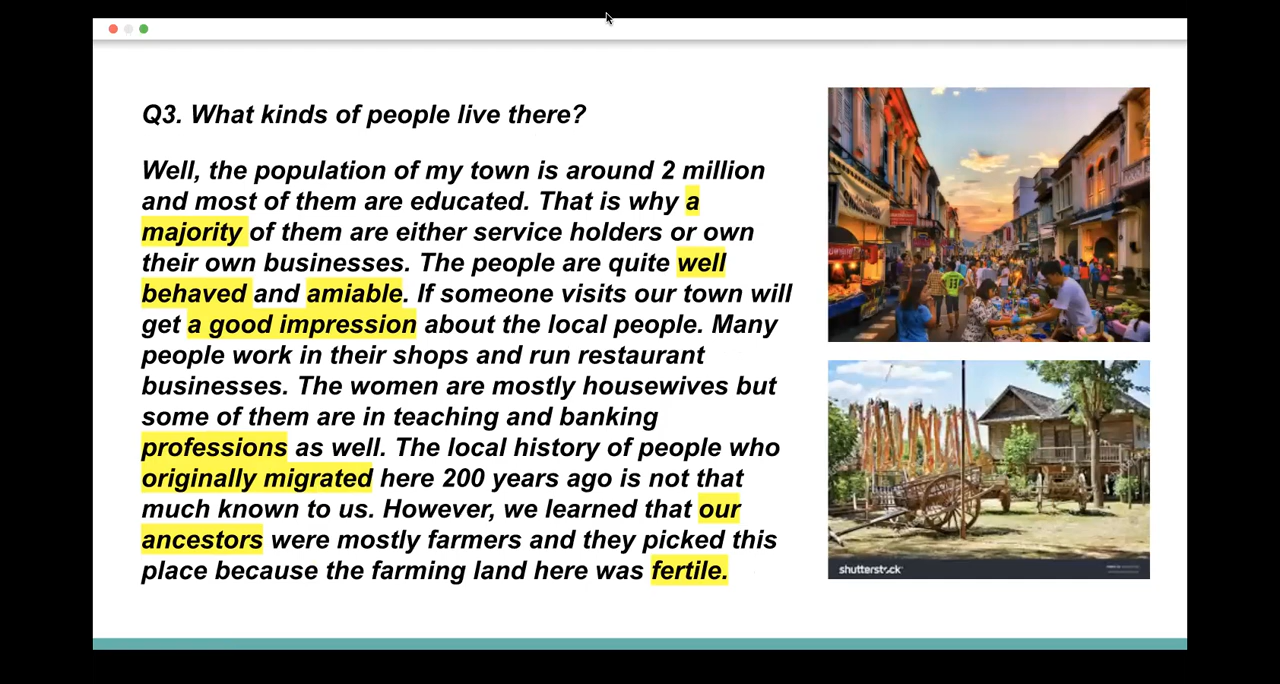 Q3. What kinds of people live there?
Well, the population of my town is around 2 million
and most of them are educated. That is why a
majority of them are either service holders or own
their own businesses. The people are quite well
behaved and amiable. If someone visits our town will
get a good impression about the local people. Many
people work in their shops and run restaurant
businesses. The women are mostly housewives but
some of them are in teaching and banking
professions as well. The local history of people who
originally migrated here 200 years ago is not that
much known to us. However, we learned that our
ancestors were mostly farmers and they picked this
place because the farming land here was fertile.
13
shutterstock